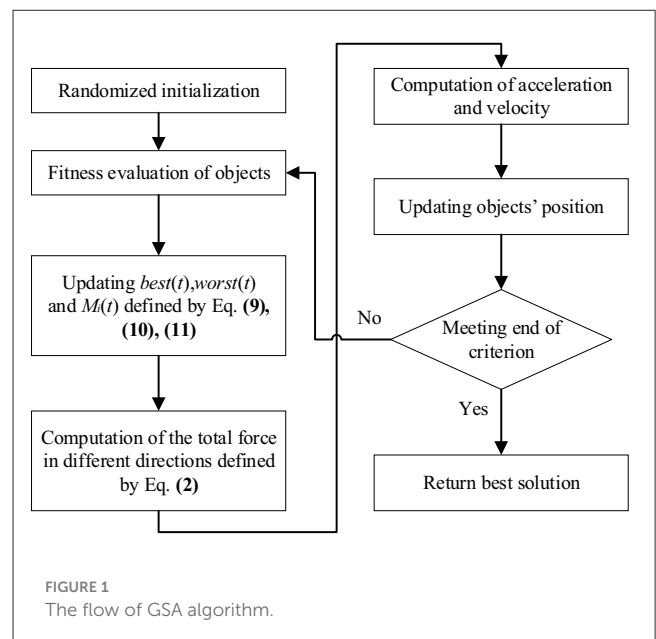 Randomized initialization
Fitness evaluation of objects
Updating best(t),worst(t)
and Mᵢ(t) defined by Eq. (9),
(10), (11)
Computation of the total force
in different directions defined
by Eq. (2)
Computation of acceleration
and velocity
Updating objects' position
Meeting end of
criterion
No
Yes
Return best solution
FIGURE 1
The flow of GSA algorithm.